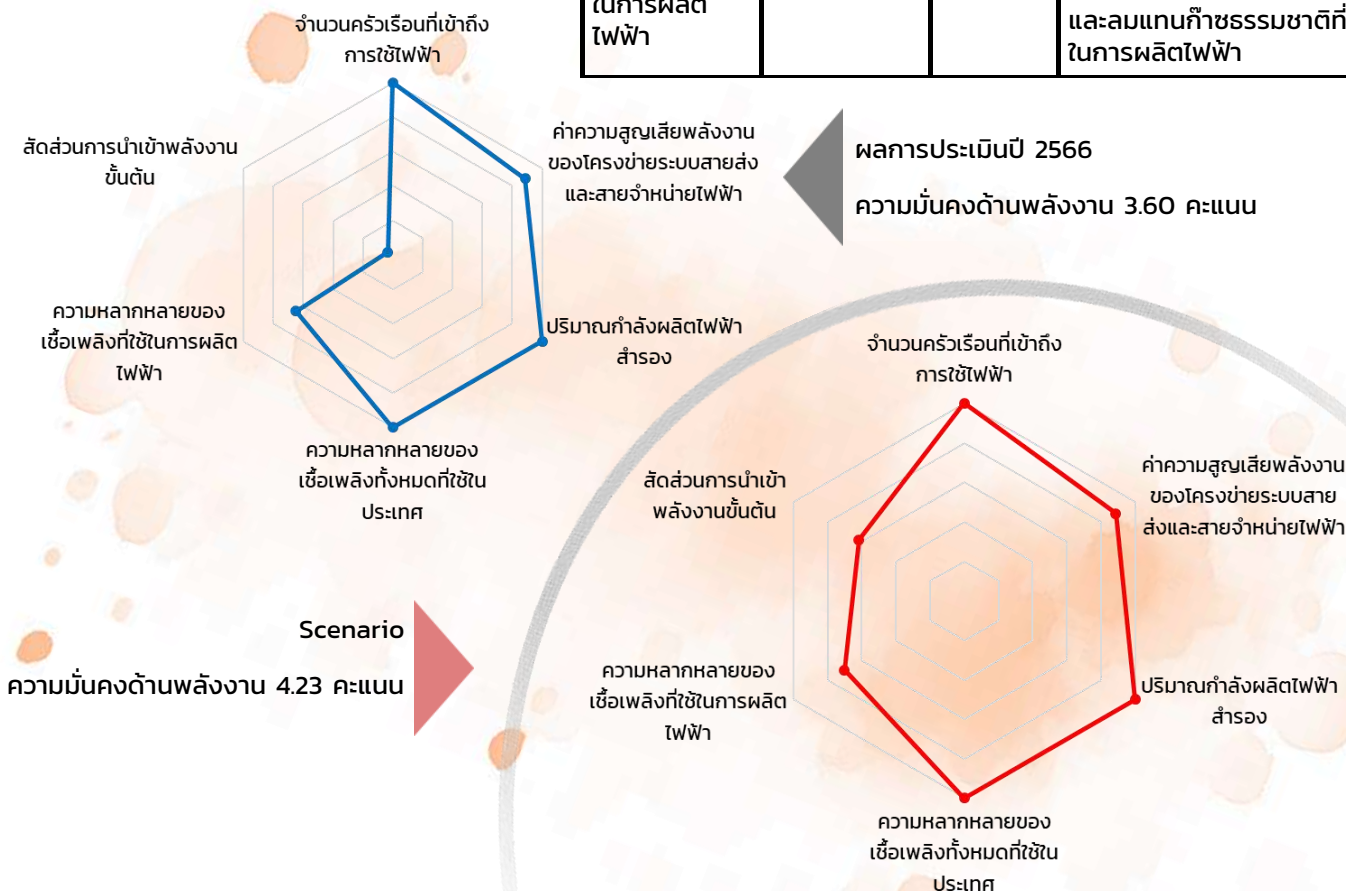 ในการผลิต
ไฟฟ้า
และลมแทนก๊าซธรรมชาติที่
ในการผลิตไฟฟ้า
จำนวนครัวเรือนที่เข้าถึง
การใช้ไฟฟ้า
ค่าความสูญเสียพลังงาน
ของโครงข่ายระบบสายส่ง
และสายจำหน่ายไฟฟ้า
ปริมาณกำลังผลิตไฟฟ้า
สำรอง
ความหลากหลายของ
เชื้อเพลิงทั้งหมดที่ใช้ใน
ประเทศ
ความหลากหลายของ
เชื้อเพลิงที่ใช้ในการผลิต
ไฟฟ้า
สัดส่วนการนำเข้าพลังงาน
ขั้นต้น
ผลการประเมินปี 2566
ความมั่นคงด้านพลังงาน 3.60 คะแนน
Scenario
ความมั่นคงด้านพลังงาน 4.23 คะแนน
จำนวนครัวเรือนที่เข้าถึง
การใช้ไฟฟ้า
ค่าความสูญเสียพลังงาน
ของโครงข่ายระบบสาย
ส่งและสายจำหน่ายไฟฟ้า
ปริมาณกำลังผลิตไฟฟ้า
สำรอง
ความหลากหลายของ
เชื้อเพลิงทั้งหมดที่ใช้ใน
ประเทศ
ความหลากหลายของ
เชื้อเพลิงที่ใช้ในการผลิต
ไฟฟ้า
สัดส่วนการนำเข้า
พลังงานขั้นต้น